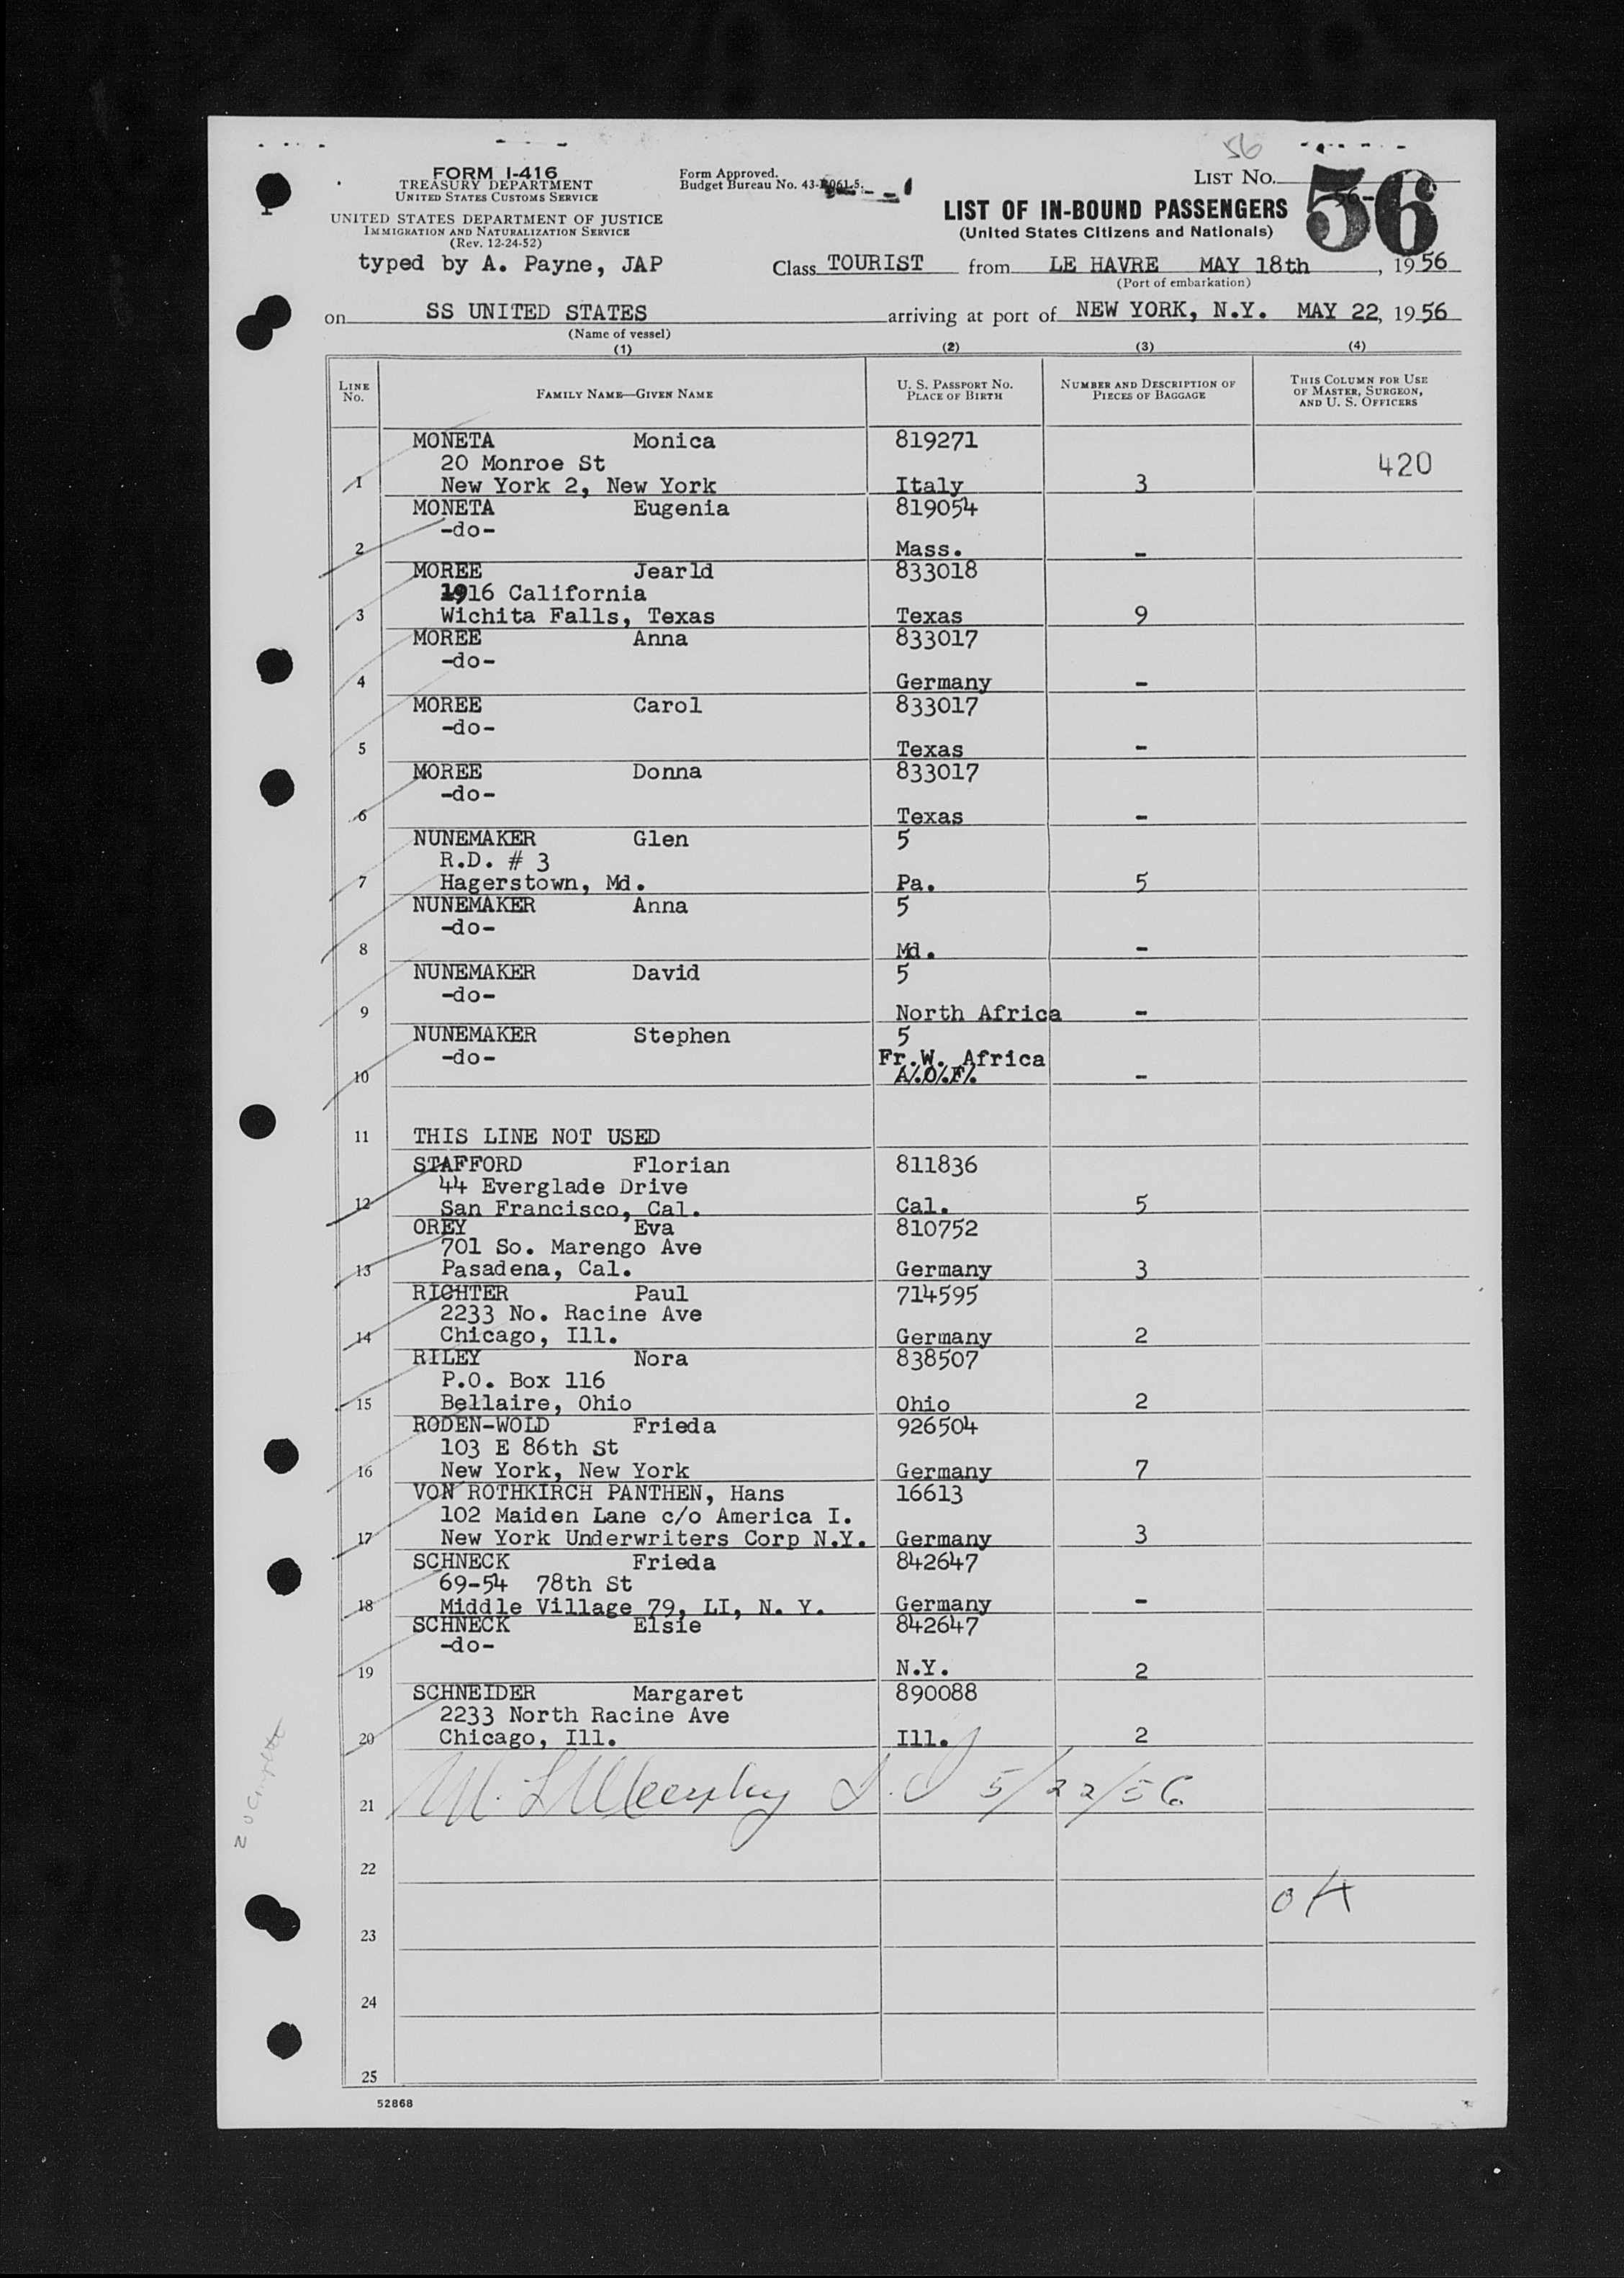 56
FORM I-416
TREASURY DEPARTMENT
UNITED STATES CUSTOMS SERVICE
UNITED STATES DEPARTMENT OF JUSTICE
IMMIGRATION AND NATURALIZATION SERVICE
(Rev. 12-24-52)
typed by A. Payne, JAP
Form Approved.
Budget Bureau No. 43-
LIST NO.
56
LIST OF IN-BOUND PASSENGERS
(United States Citizens and Nationals)
Class TOURIST from LE HAVRE MAY 18th, 1956
(Port of embarkation)
on SS UNITED STATES arriving at port of NEW YORK, N.Y. MAY 22, 1956
(Name of vessel)
(1) (2) (3) (4)
LINE NO. FAMILY NAME—GIVEN NAME U. S. PASSPORT NO. PLACE OF BIRTH NUMBER AND DESCRIPTION OF PIECES OF BAGGAGE THIS COLUMN FOR USE OF MASTER, SURGEON, AND U. S. OFFICERS
MONETA Monica 819271
20 Monroe St 420
1 New York 2, New York Italy 3
MONETA Eugenia 819054
-do-
2 Mass. -
MOREE Jearld 833018
1916 California
3 Wichita Falls, Texas Texas 9
MOREE Anna 833017
-do-
4 Germany -
MOREE Carol 833017
-do-
5 Texas -
MOREE Donna 833017
-do-
6 Texas -
NUNEMAKER Glen 5
R.D. # 3
7 Hagerstown, Md. Pa. 5
NUNEMAKER Anna 5
-do-
8 Md. -
NUNEMAKER David 5
-do-
9 North Africa -
NUNEMAKER Stephen 5
-do- Fr.W. Africa
10 A.O.F. -
11 THIS LINE NOT USED
STAFFORD Florian 811836
44 Everglade Drive
12 San Francisco, Cal. Cal. 5
OREY Eva 810752
701 So. Marengo Ave
13 Pasadena, Cal. Germany 3
RICHTER Paul 714595
2233 No. Racine Ave
14 Chicago, Ill. Germany 2
RILEY Nora 838507
P.O. Box 116
15 Bellaire, Ohio Ohio 2
RODEN-WOLD Frieda 926504
103 E 86th St
16 New York, New York Germany 7
VON ROTHKIRCH PANTHEN, Hans 16613
102 Maiden Lane c/o America I.
17 New York Underwriters Corp N.Y. Germany 3
SCHNECK Frieda 842647
69-54 78th St
18 Middle Village 79, LI, N. Y. Germany -
SCHNECK Elsie 842647
-do-
19 N.Y. 2
SCHNEIDER Margaret 890088
2233 North Racine Ave
20 Chicago, Ill. Ill. 2
21 5/22/56
22
23
24
25
52868